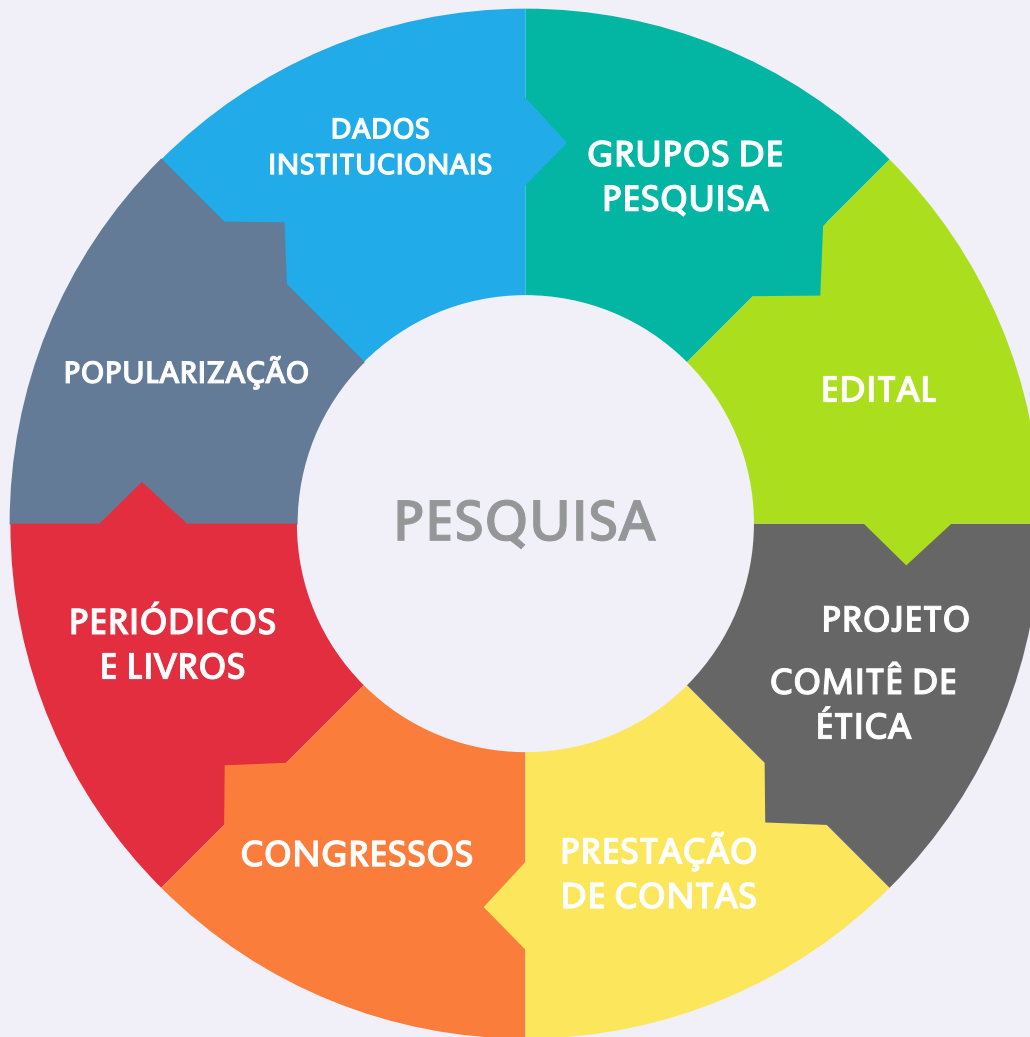 DADOS
INSTITUCIONAIS
GRUPOS DE
PESQUISA
EDITAL
PROJETO
COMITÊ DE
ÉTICA
PRESTAÇÃO
DE CONTAS
CONGRESSOS
PERIÓDICOS
E LIVROS
POPULARIZAÇÃO
PESQUISA